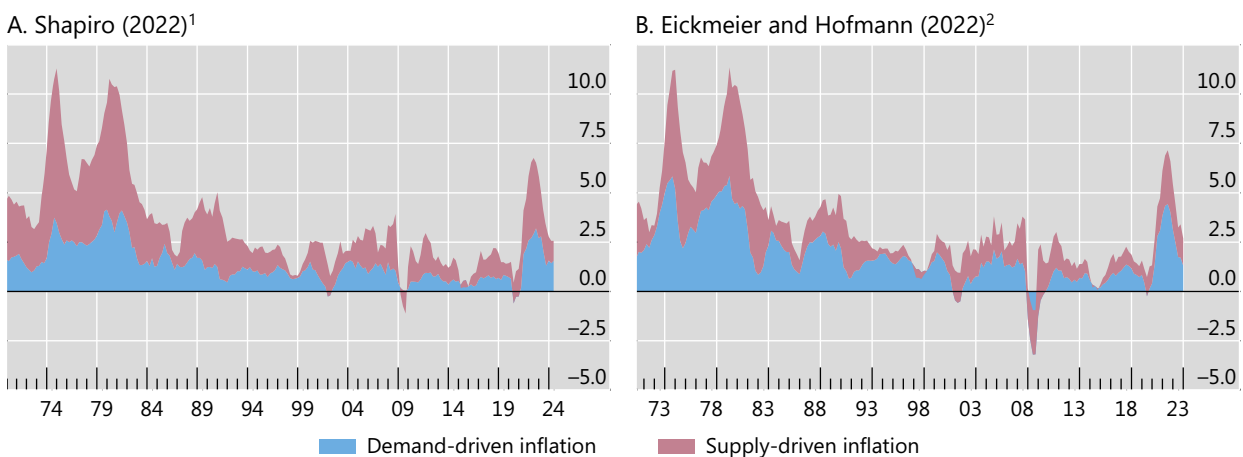 A. Shapiro (2022)1
B. Eickmeier and Hofmann (2022)2
10.0
7.5
5.0
2.5
0.0
−2.5
−5.0
74 79 84 89 94 99 04 09 14 19 24
10.0
7.5
5.0
2.5
0.0
−2.5
−5.0
73 78 83 88 93 98 03 08 13 18 23
Demand-driven inflation
Supply-driven inflation